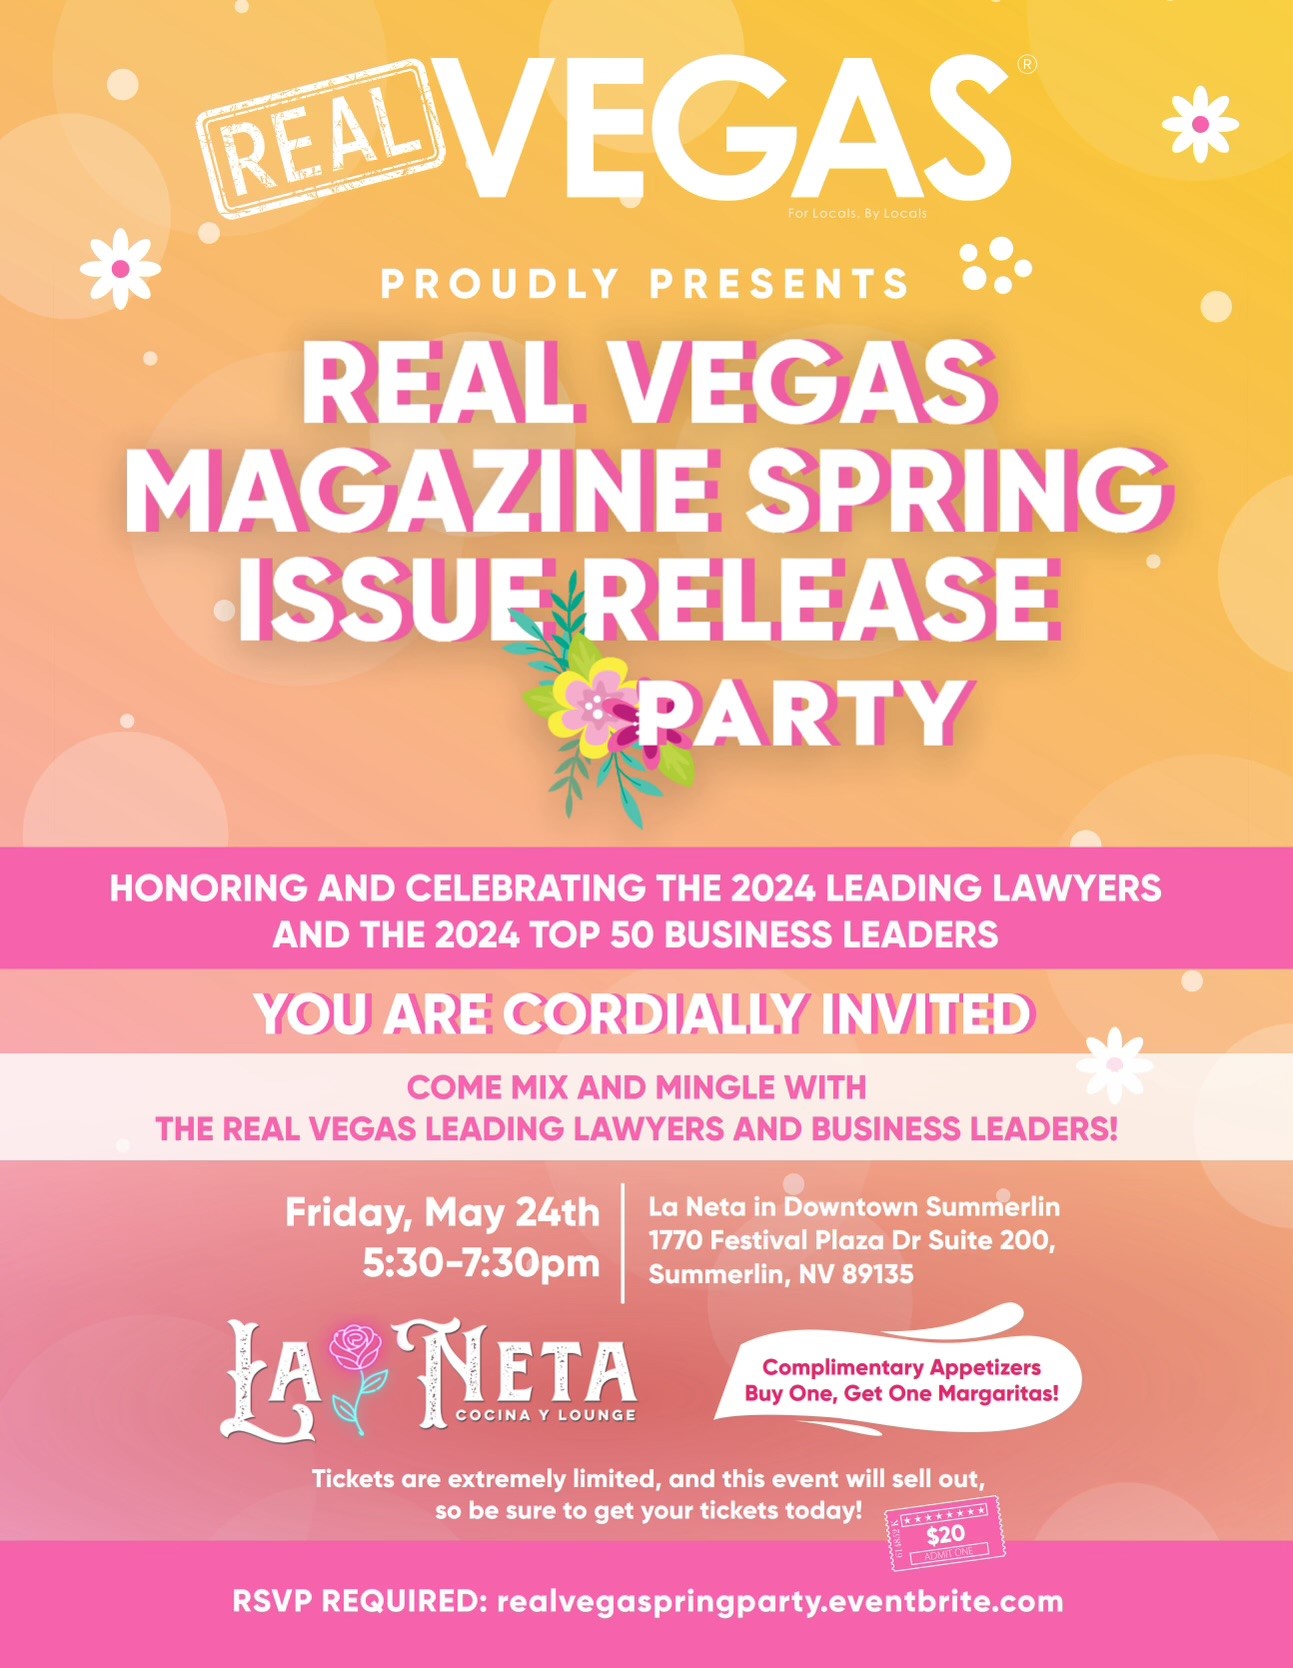 REAL VEGAS®
For Locals, By Locals
PROUDLY PRESENTS
REAL VEGAS
MAGAZINE SPRING
ISSUE RELEASE
PARTY
HONORING AND CELEBRATING THE 2024 LEADING LAWYERS
AND THE 2024 TOP 50 BUSINESS LEADERS
YOU ARE CORDIALLY INVITED
COME MIX AND MINGLE WITH
THE REAL VEGAS LEADING LAWYERS AND BUSINESS LEADERS!
Friday, May 24th
5:30-7:30pm
La Neta in Downtown Summerlin
1770 Festival Plaza Dr Suite 200,
Summerlin, NV 89135
LA NETA
COCINA Y LOUNGE
Complimentary Appetizers
Buy One, Get One Margaritas!
Tickets are extremely limited, and this event will sell out,
so be sure to get your tickets today!
$20
ADMIT ONE
RSVP REQUIRED: realvegaspringparty.eventbrite.com